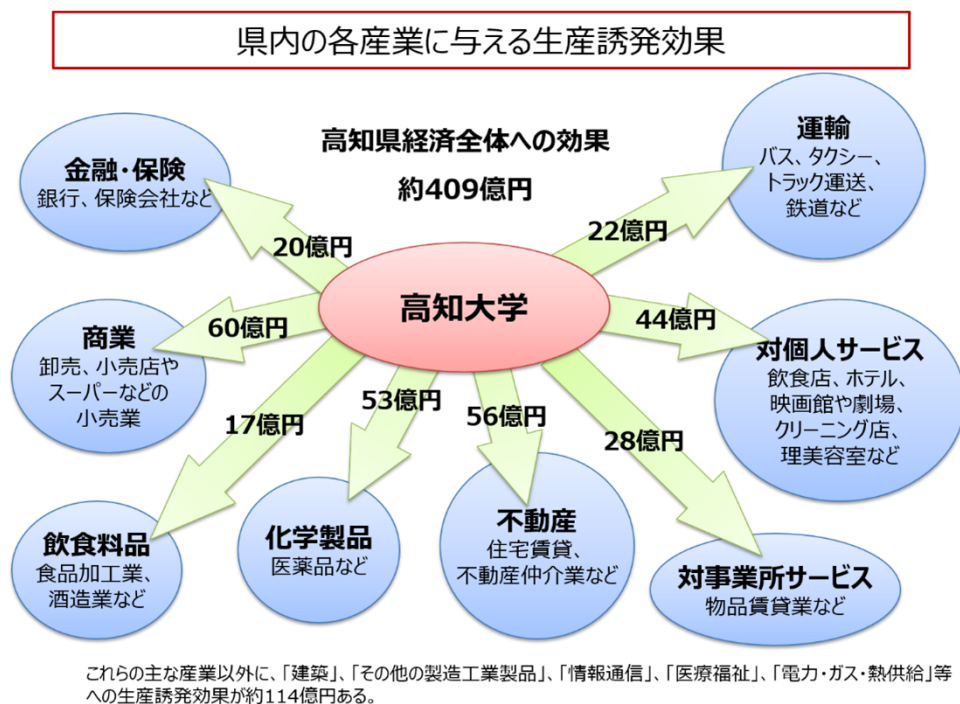 県内の各産業に与える生産誘発効果
高知県経済全体への効果
約409億円
金融・保険
銀行、保険会社など
20億円
運輸
バス、タクシー、
トラック運送、
鉄道など
22億円
高知大学
商業
卸売、小売店や
スーパーなどの
小売業
60億円
44億円
対個人サービス
飲食店、ホテル、
映画館や劇場、
クリーニング店、
理美容室など
17億円
53億円
56億円
28億円
飲食料品
食品加工業、
酒造業など
化学製品
医薬品など
不動産
住宅賃貸、
不動産仲介業など
対事業所サービス
物品賃貸業など
これらの主な産業以外に、「建築」、「その他の製造工業製品」、「情報通信」、「医療福祉」、「電力・ガス・熱供給」等
への生産誘発効果が約114億円ある。